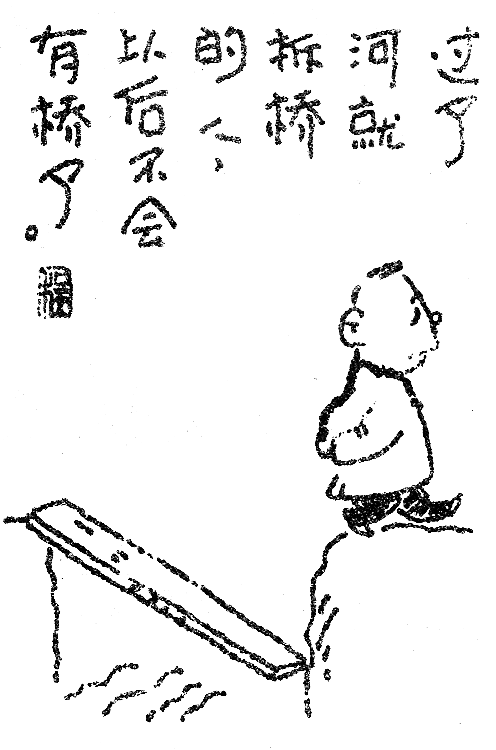 过了
河就
拆桥
的人，
以后不会
有桥了。